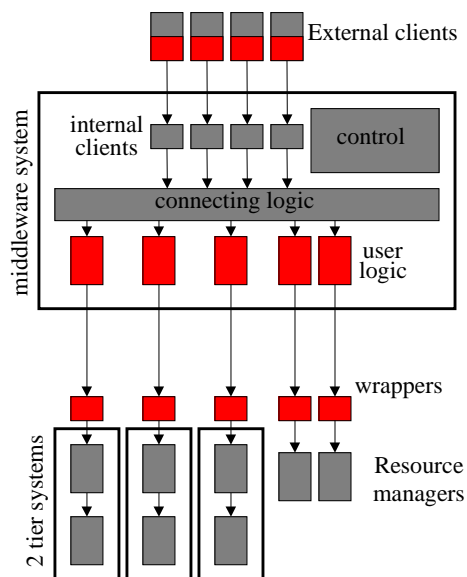 External clients
internal
clients
control
connecting logic
middleware system
user
logic
wrappers
2 tier systems
Resource
managers